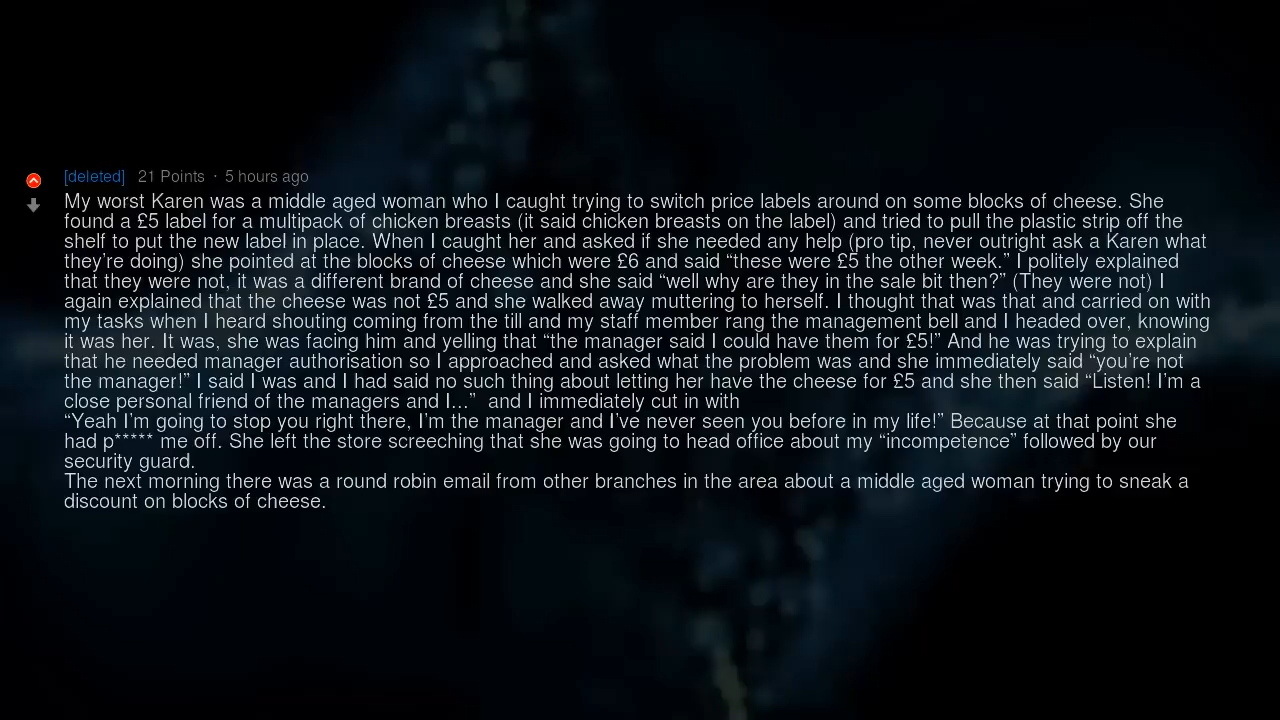 [deleted] 21 Points · 5 hours ago
My worst Karen was a middle aged woman who I caught trying to switch price labels around on some blocks of cheese. She
found a £5 label for a multipack of chicken breasts (it said chicken breasts on the label) and tried to pull the plastic strip off the
shelf to put the new label in place. When I caught her and asked if she needed any help (pro tip, never outright ask a Karen what
they’re doing) she pointed at the blocks of cheese which were £6 and said “these were £5 the other week.” I politely explained
that they were not, it was a different brand of cheese and she said “well why are they in the sale bit then?” (They were not) I
again explained that the cheese was not £5 and she walked away muttering to herself. I thought that was that and carried on with
my tasks when I heard shouting coming from the till and my staff member rang the management bell and I headed over, knowing
it was her. It was, she was facing him and yelling that “the manager said I could have them for £5!” And he was trying to explain
that he needed manager authorisation so I approached and asked what the problem was and she immediately said “you’re not
the manager!” I said I was and I had said no such thing about letting her have the cheese for £5 and she then said “Listen! I’m a
close personal friend of the managers and I...”  and I immediately cut in with
“Yeah I’m going to stop you right there, I’m the manager and I’ve never seen you before in my life!” Because at that point she
had p***** me off. She left the store screeching that she was going to head office about my “incompetence” followed by our
security guard.
The next morning there was a round robin email from other branches in the area about a middle aged woman trying to sneak a
discount on blocks of cheese.